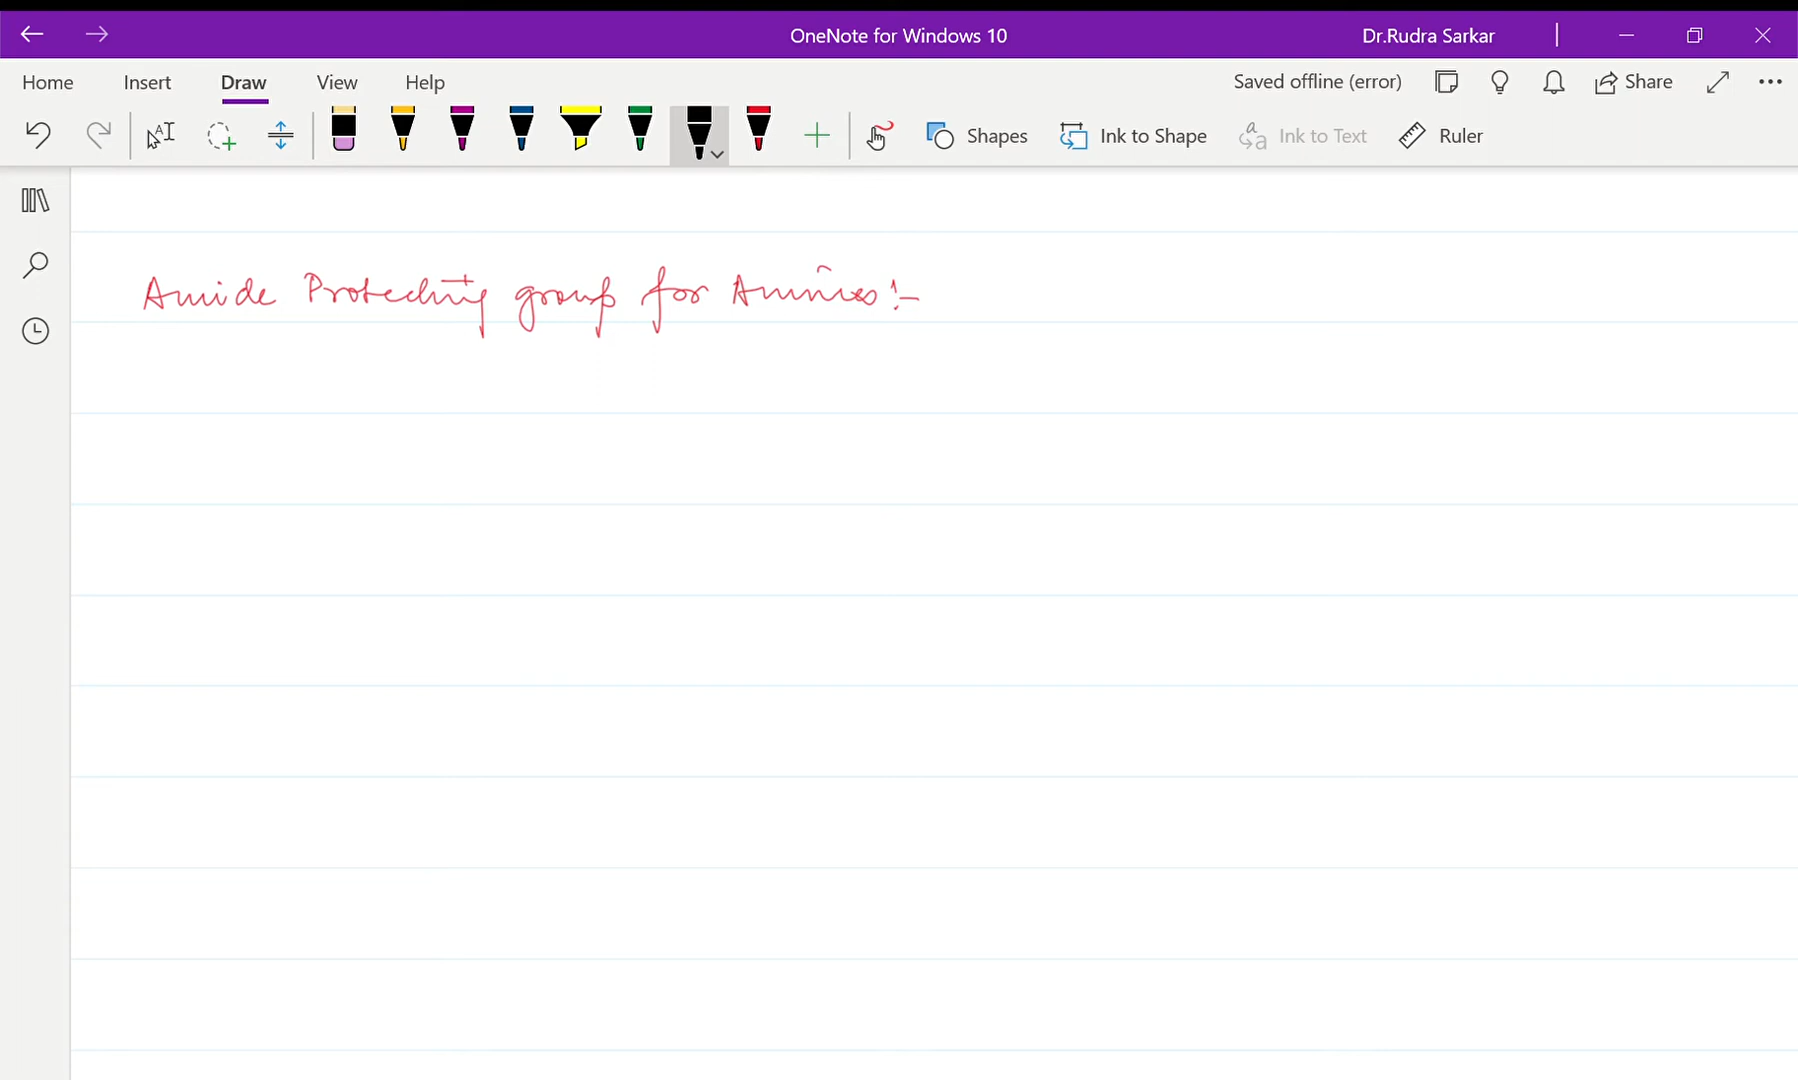 OneNote for Windows 10
Dr.Rudra Sarkar
Home Insert Draw View Help
Saved offline (error)
Share
Shapes
Ink to Shape
Ink to Text
Ruler
Amide Protecting group for Amines :-